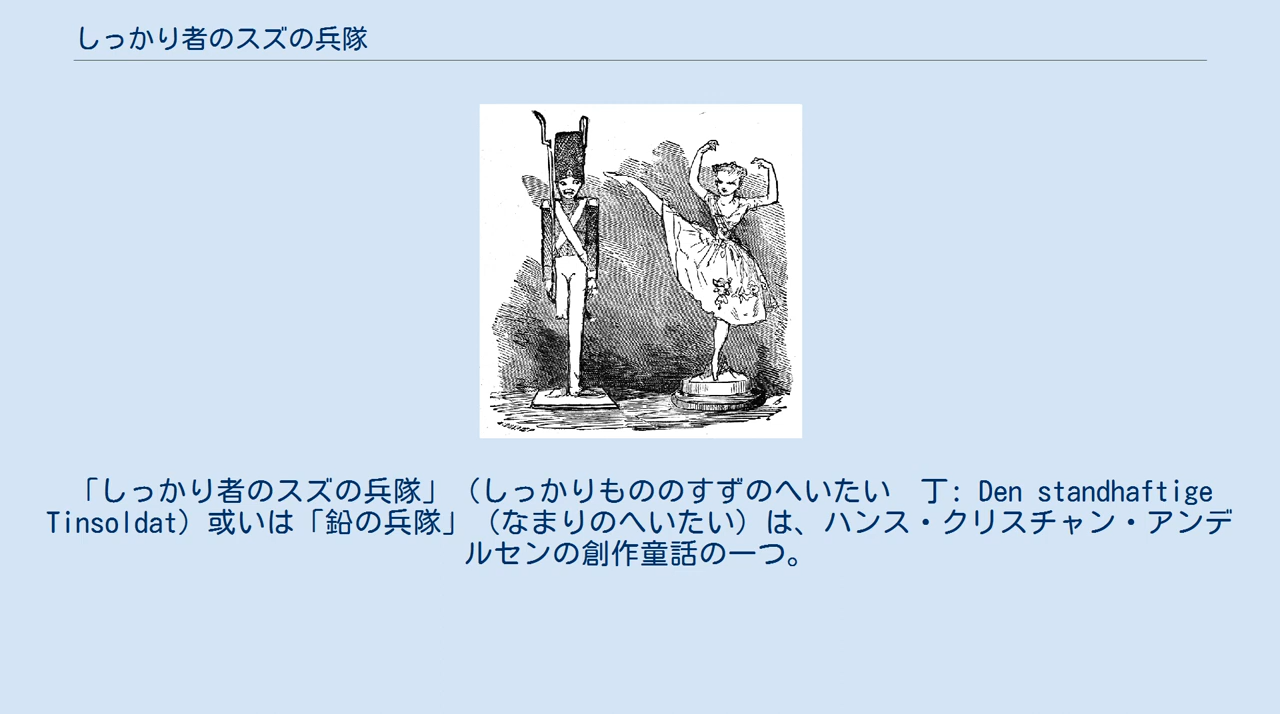 しっかり者のスズの兵隊
「しっかり者のスズの兵隊」（しっかりもののすずのへいたい　丁: Den standhaftige
Tinsoldat）或いは「鉛の兵隊」（なまりのへいたい）は、ハンス・クリスチャン・アンデ
ルセンの創作童話の一つ。